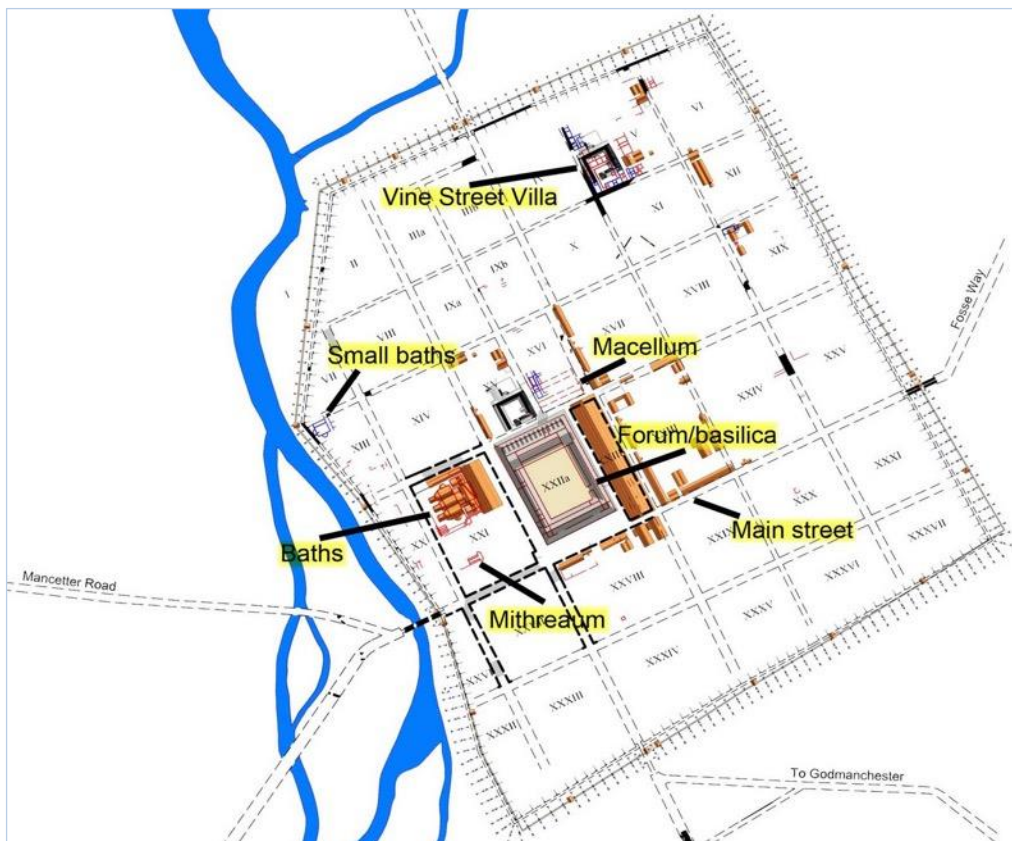 VI
V
Vine Street Villa
XII
IIIa
XI
II
X
XIX
IXb
Fosse Way
I
IXa
XVIII
VIII
XVII
XVI
Small baths
Macellum
XXV
VII
XXIV
XIV
XIII
Forum/basilica
XXIIa
XXXI
XXX
XX
XXI
Main street
Baths
XXXVII
Mancetter Road
XXVIII
XXXVI
Mithreaum
XXXV
XXXIV
XXXIII
XXXII
To Godmanchester